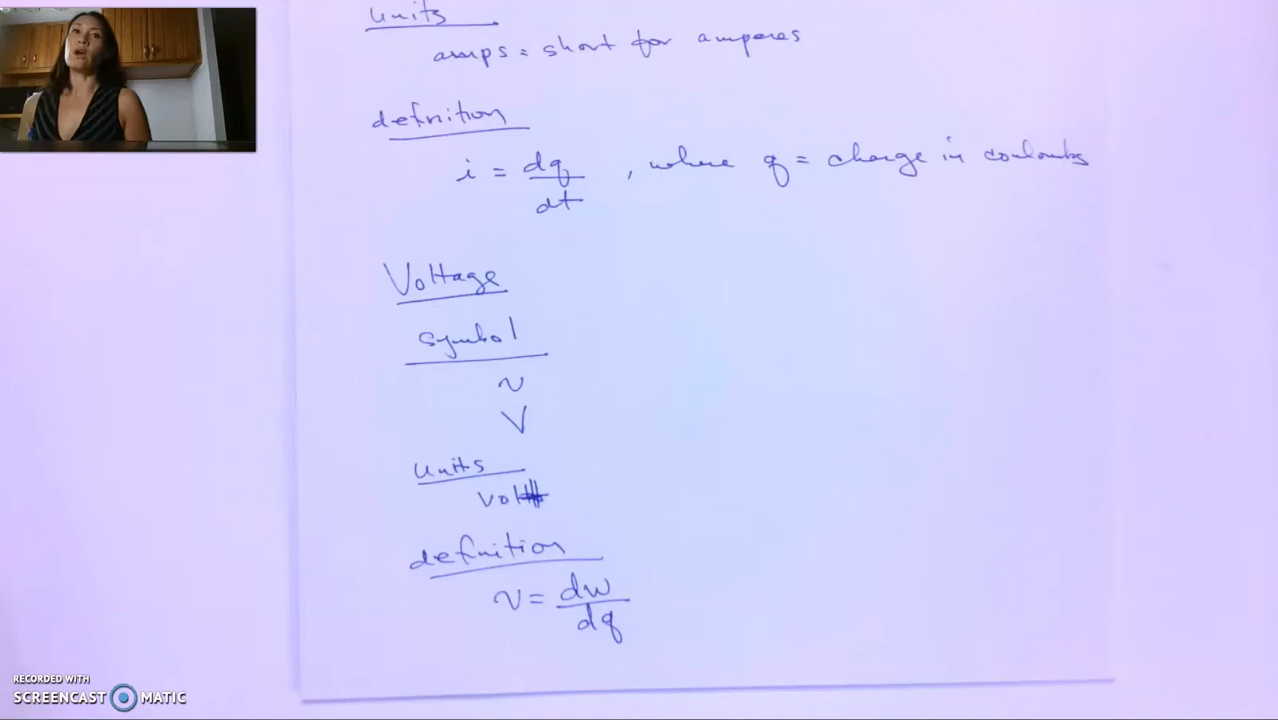 units
amps = short for amperes
definition
i = dq/dt , where q = charge in coulombs
Voltage
symbol
v
V
units
volt
definition
v = dw/dq
RECORDED WITH
SCREENCAST MATIC